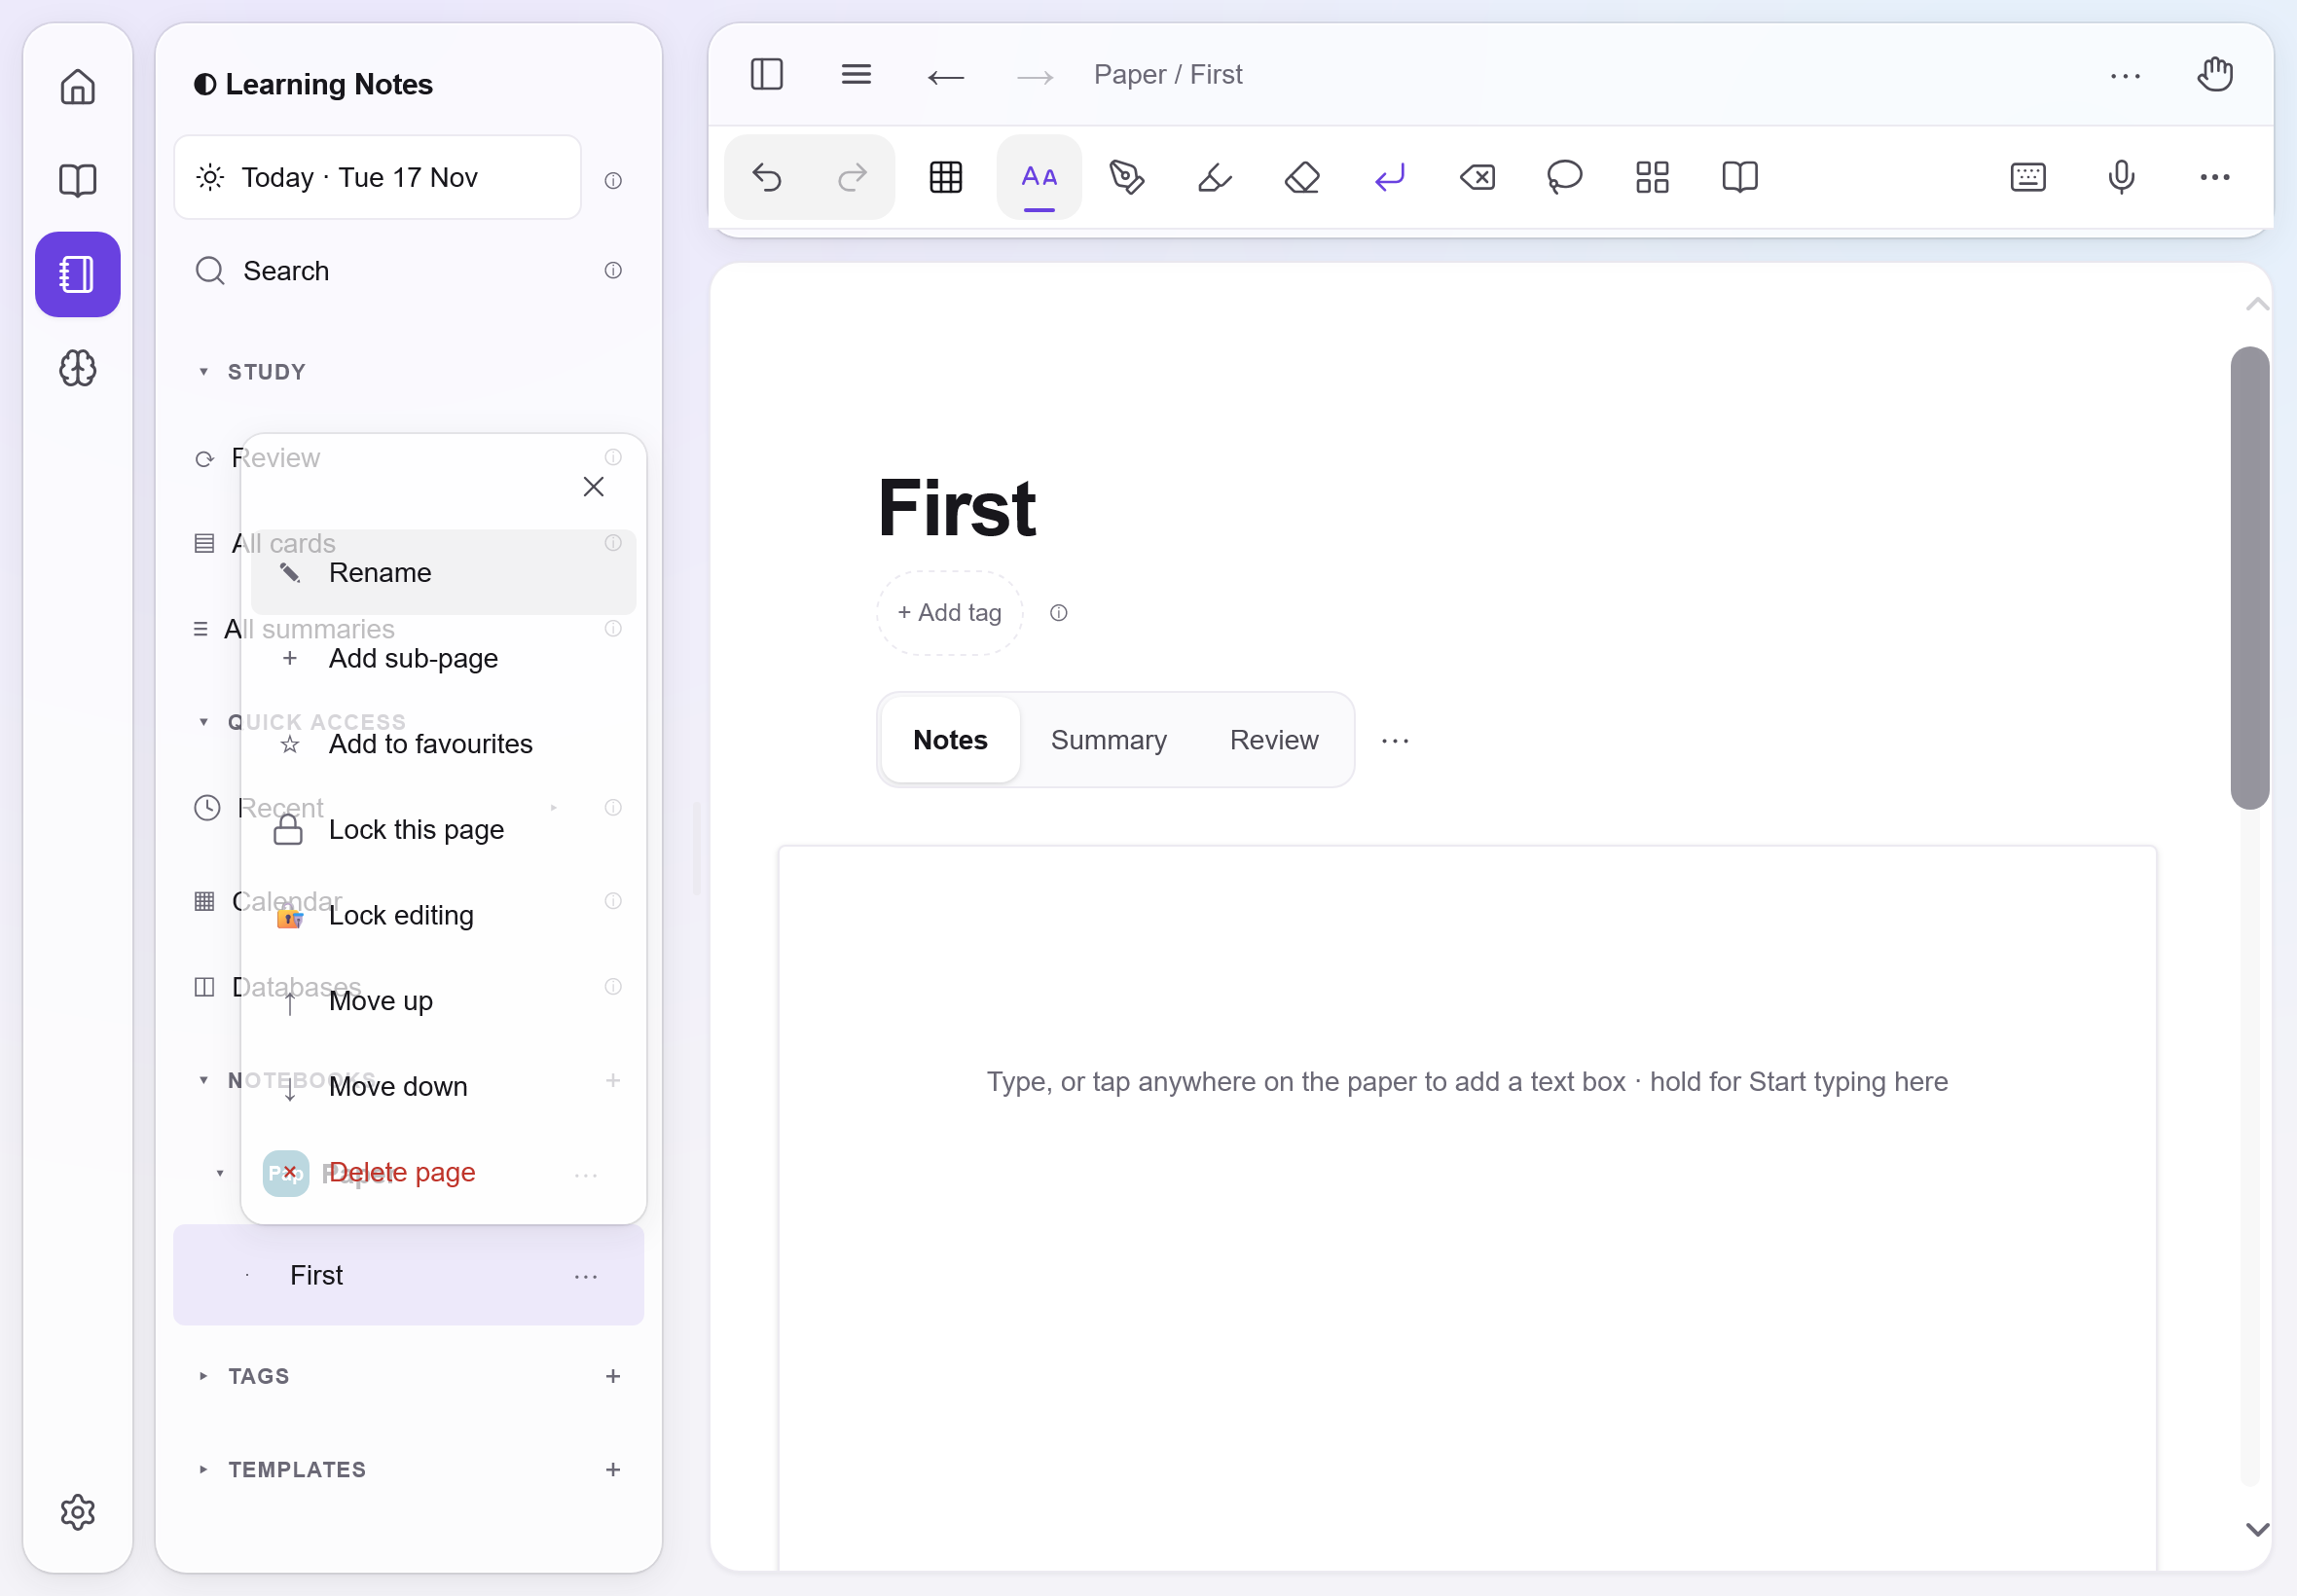 Learning Notes
Today · Tue 17 Nov
Search
STUDY
Review
All cards
Rename
All summaries
Add sub-page
QUICK ACCESS
Add to favourites
Recent
Lock this page
Calendar
Lock editing
Databases
Move up
NOTEBOOKS
Move down
Pap
Paper
Delete page
First
TAGS
TEMPLATES
Paper / First
First
+ Add tag
Notes
Summary
Review
Type, or tap anywhere on the paper to add a text box · hold for Start typing here